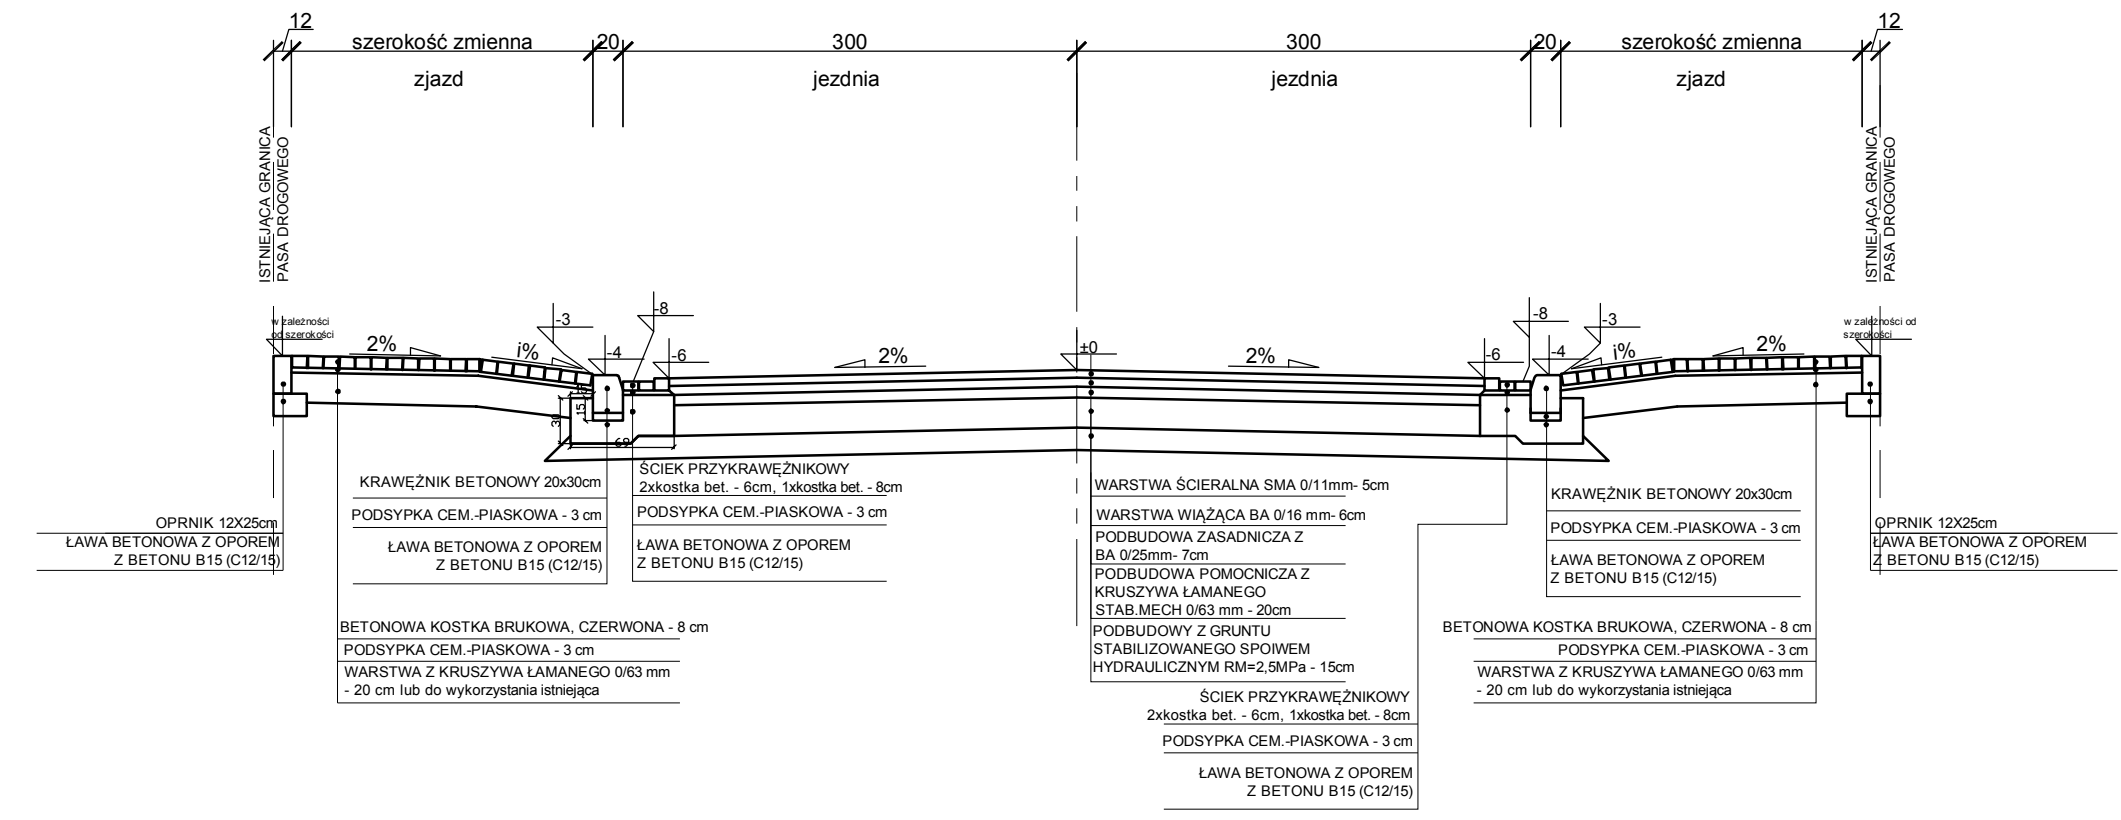 12
szerokość zmienna
20
300
300
20
szerokość zmienna
12
zjazd
jezdnia
jezdnia
zjazd
ISTNIEJĄCA GRANICA
PASA DROGOWEGO
ISTNIEJĄCA GRANICA
PASA DROGOWEGO
w zależności
od szerokości
2%
i%
-3
-4
-8
-6
2%
±0
2%
-6
-8
-4
-3
i%
2%
w zależności od
szerokości
15
30
69
KRAWĘŻNIK BETONOWY 20x30cm
PODSYPKA CEM.-PIASKOWA - 3 cm
ŁAWA BETONOWA Z OPOREM
Z BETONU B15 (C12/15)
OPRNIK 12X25cm
ŁAWA BETONOWA Z OPOREM
Z BETONU B15 (C12/15)
ŚCIEK PRZYKRAWĘŻNIKOWY
2xkostka bet. - 6cm, 1xkostka bet. - 8cm
PODSYPKA CEM.-PIASKOWA - 3 cm
ŁAWA BETONOWA Z OPOREM
Z BETONU B15 (C12/15)
BETONOWA KOSTKA BRUKOWA, CZERWONA - 8 cm
PODSYPKA CEM.-PIASKOWA - 3 cm
WARSTWA Z KRUSZYWA ŁAMANEGO 0/63 mm
- 20 cm lub do wykorzystania istniejąca
WARSTWA ŚCIERALNA SMA 0/11mm- 5cm
WARSTWA WIĄŻĄCA BA 0/16 mm- 6cm
PODBUDOWA ZASADNICZA Z
BA 0/25mm- 7cm
PODBUDOWA POMOCNICZA Z
KRUSZYWA ŁAMANEGO
STAB.MECH 0/63 mm - 20cm
PODBUDOWY Z GRUNTU
STABILIZOWANEGO SPOIWEM
HYDRAULICZNYM RM=2,5MPa - 15cm
ŚCIEK PRZYKRAWĘŻNIKOWY
2xkostka bet. - 6cm, 1xkostka bet. - 8cm
PODSYPKA CEM.-PIASKOWA - 3 cm
ŁAWA BETONOWA Z OPOREM
Z BETONU B15 (C12/15)
KRAWĘŻNIK BETONOWY 20x30cm
PODSYPKA CEM.-PIASKOWA - 3 cm
ŁAWA BETONOWA Z OPOREM
Z BETONU B15 (C12/15)
OPRNIK 12X25cm
ŁAWA BETONOWA Z OPOREM
Z BETONU B15 (C12/15)
BETONOWA KOSTKA BRUKOWA, CZERWONA - 8 cm
PODSYPKA CEM.-PIASKOWA - 3 cm
WARSTWA Z KRUSZYWA ŁAMANEGO 0/63 mm
- 20 cm lub do wykorzystania istniejąca